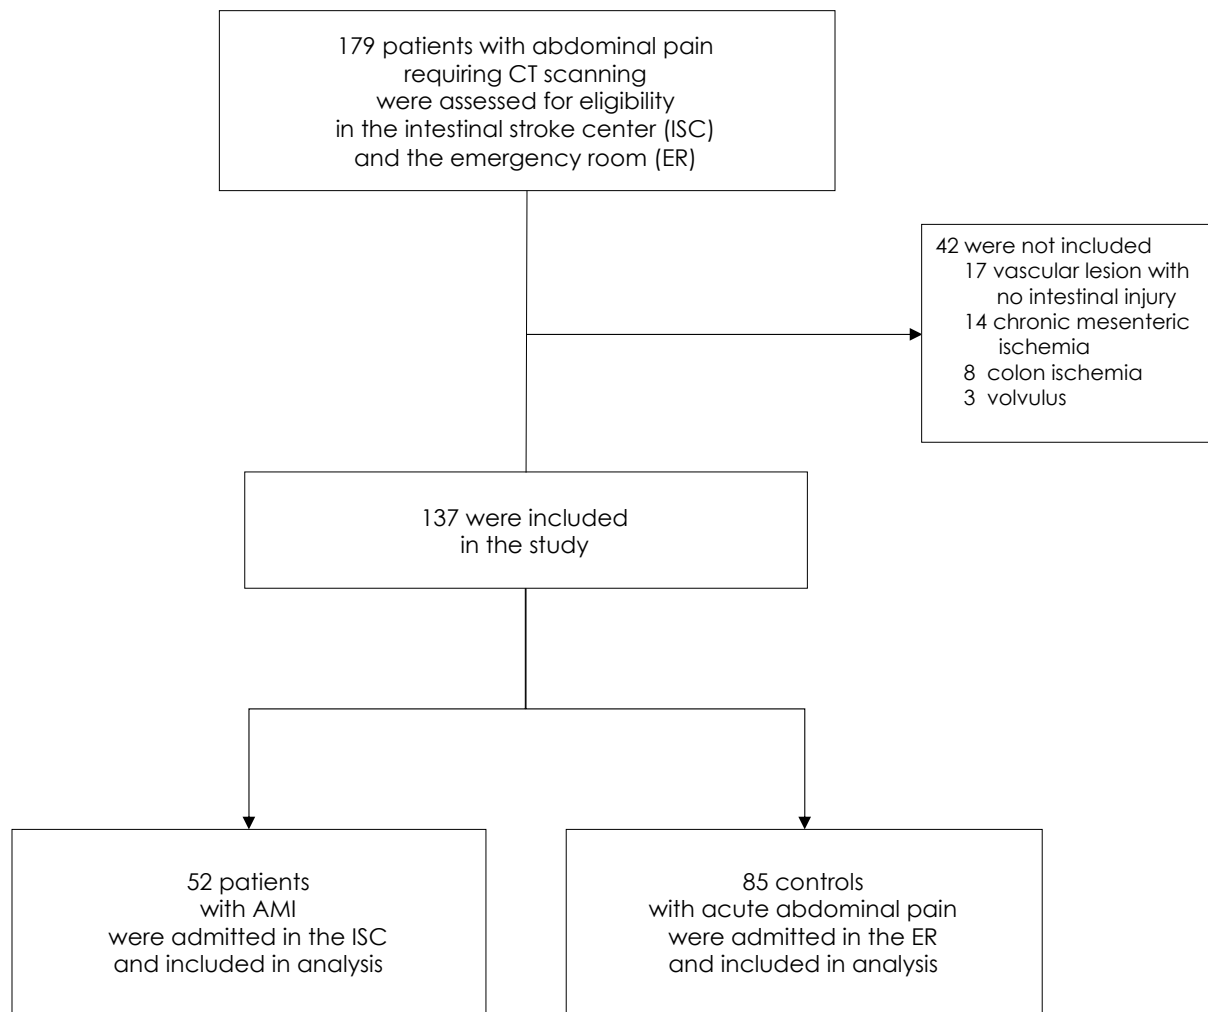 179 patients with abdominal pain
requiring CT scanning
were assessed for eligibility
in the intestinal stroke center (ISC)
and the emergency room (ER)
42 were not included
17 vascular lesion with
no intestinal injury
14 chronic mesenteric
ischemia
8 colon ischemia
3 volvulus
137 were included
in the study
52 patients
with AMI
were admitted in the ISC
and included in analysis
85 controls
with acute abdominal pain
were admitted in the ER
and included in analysis